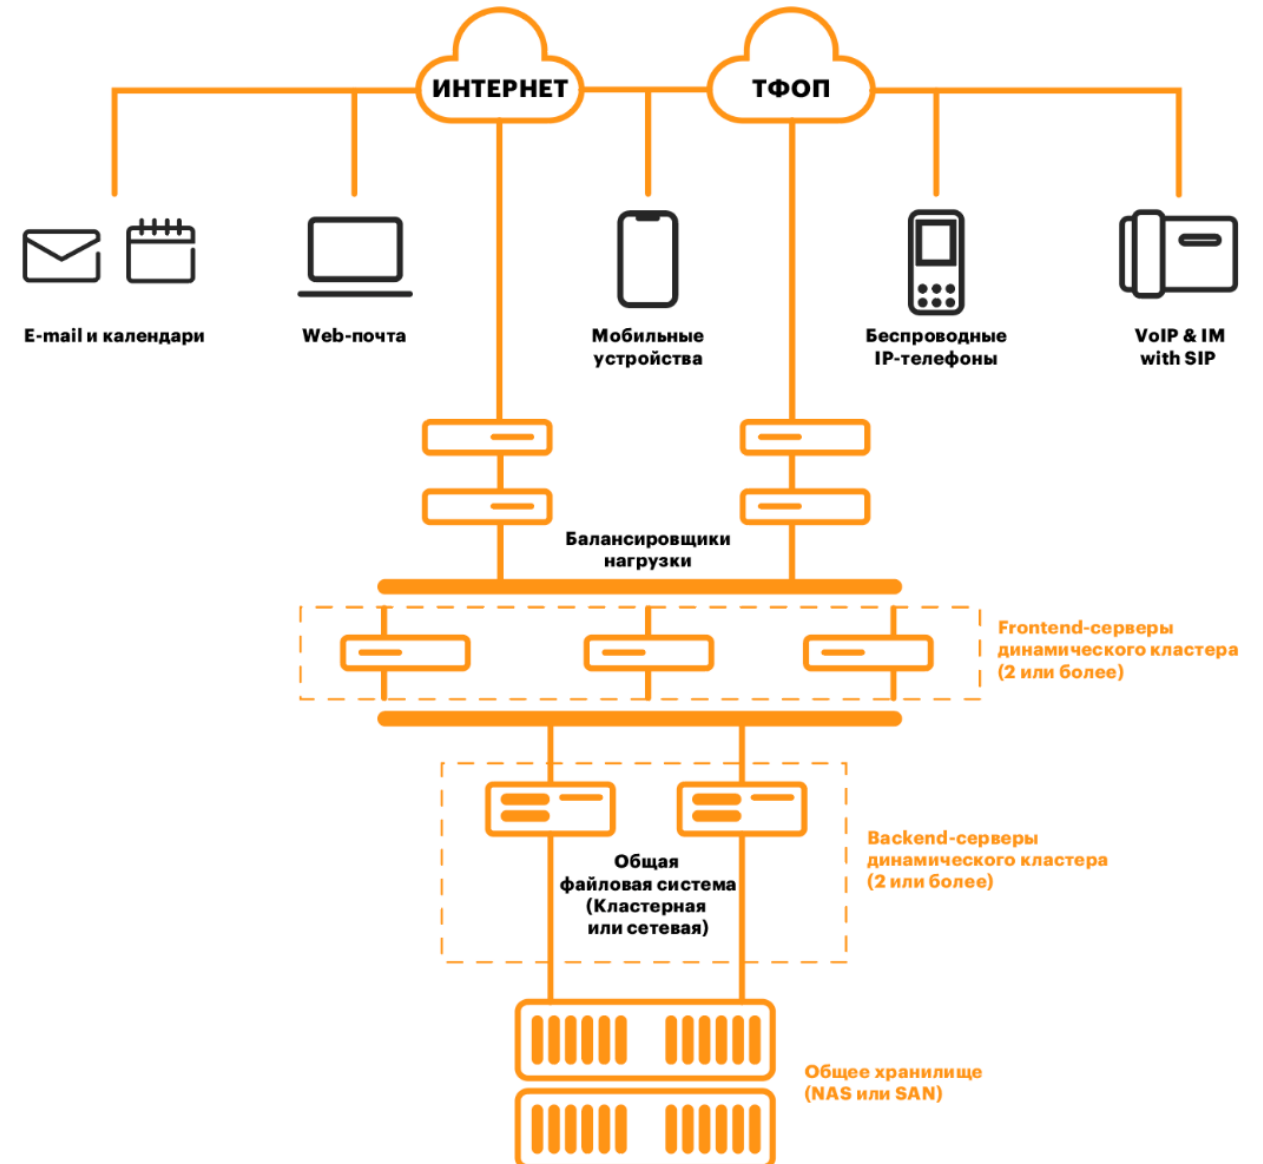 ИНТЕРНЕТ
ТФОП
E-mail и календари
Web-почта
Мобильные
устройства
Беспроводные
IP-телефоны
VoIP & IM
with SIP
Балансировщики
нагрузки
Frontend-серверы
динамического кластера
(2 или более)
Backend-серверы
динамического кластера
(2 или более)
Общая
файловая система
(Кластерная
или сетевая)
Общее хранилище
(NAS или SAN)